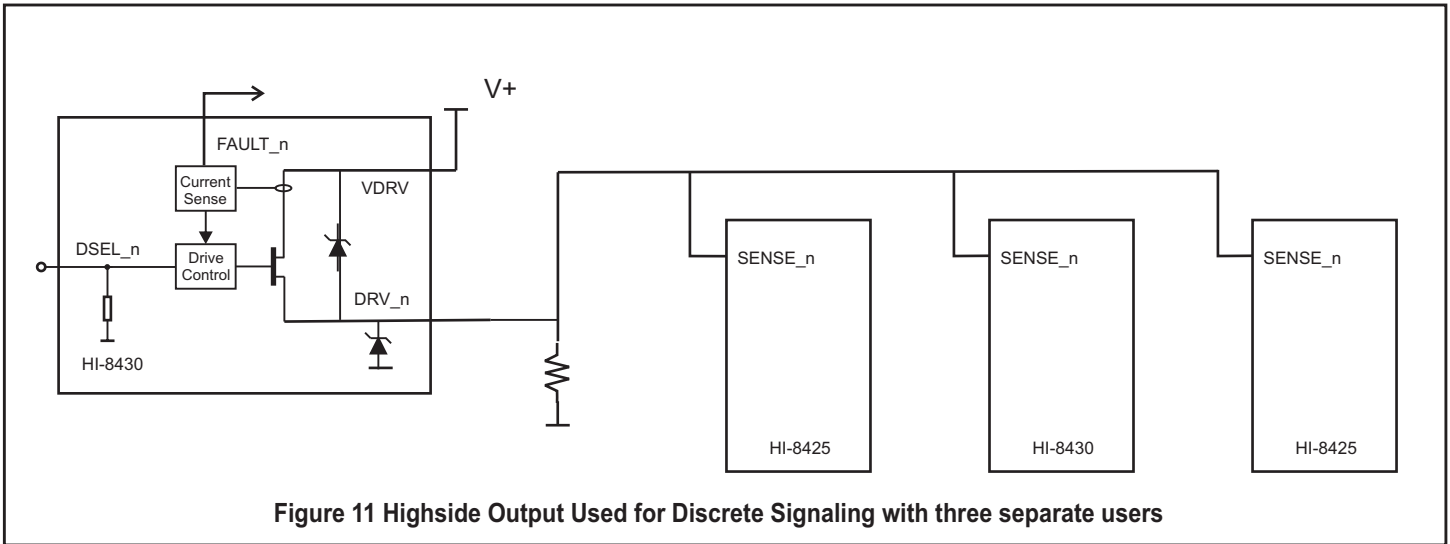 V+
FAULT_n
Current
Sense
VDRV
DSEL_n
Drive
Control
DRV_n
HI-8430
SENSE_n
SENSE_n
SENSE_n
HI-8425
HI-8430
HI-8425
Figure 11 Highside Output Used for Discrete Signaling with three separate users